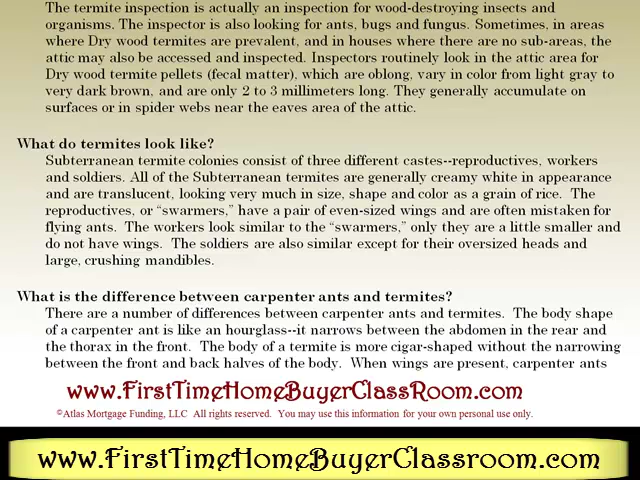 The termite inspection is actually an inspection for wood-destroying insects and
organisms. The inspector is also looking for ants, bugs and fungus. Sometimes, in areas
where Dry wood termites are prevalent, and in houses where there are no sub-areas, the
attic may also be accessed and inspected. Inspectors routinely look in the attic area for
Dry wood termite pellets (fecal matter), which are oblong, vary in color from light gray to
very dark brown, and are only 2 to 3 millimeters long. They generally accumulate on
surfaces or in spider webs near the eaves area of the attic.
What do termites look like?
Subterranean termite colonies consist of three different castes--reproductives, workers
and soldiers. All of the Subterranean termites are generally creamy white in appearance
and are translucent, looking very much in size, shape and color as a grain of rice. The
reproductives, or “swarmers,” have a pair of even-sized wings and are often mistaken for
flying ants. The workers look similar to the “swarmers,” only they are a little smaller and
do not have wings. The soldiers are also similar except for their oversized heads and
large, crushing mandibles.
What is the difference between carpenter ants and termites?
There are a number of differences between carpenter ants and termites. The body shape
of a carpenter ant is like an hourglass--it narrows between the abdomen in the rear and
the thorax in the front. The body of a termite is more cigar-shaped without the narrowing
between the front and back halves of the body. When wings are present, carpenter ants
www.FirstTimeHomeBuyerClassRoom.com
©Atlas Mortgage Funding, LLC All rights reserved. You may use this information for your own personal use only.
www.FirstTimeHomeBuyerClassroom.com